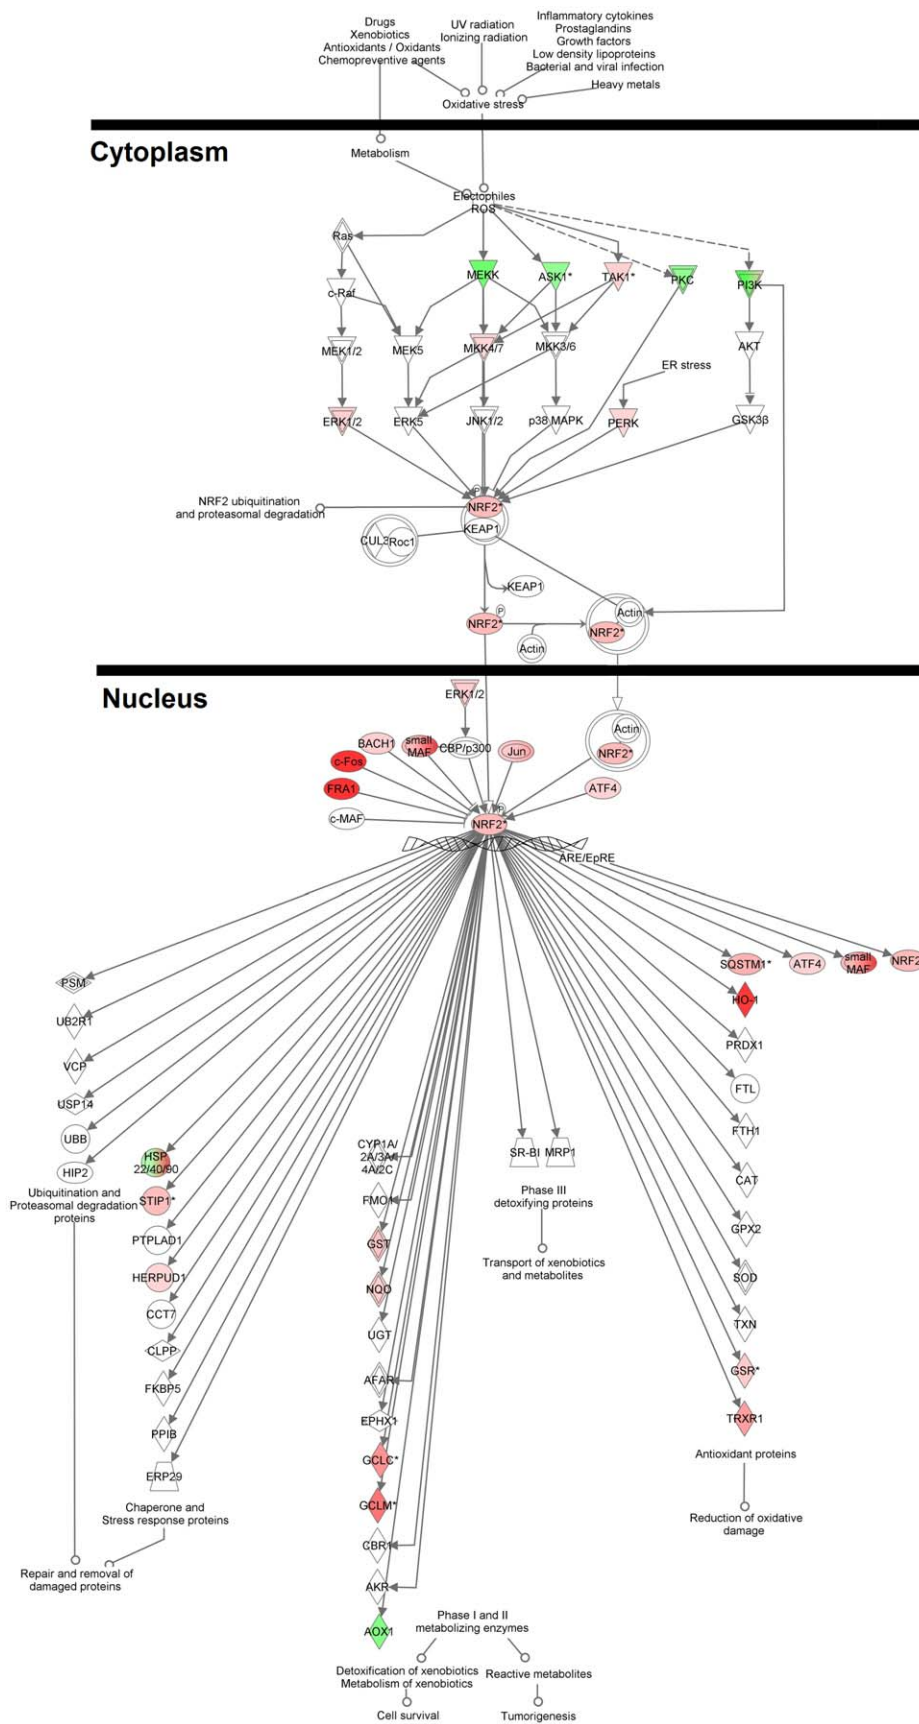 Drugs
Xenobiotics
Antioxidants / Oxidants
Chemopreventive agents
UV radiation
Ionizing radiation
Inflammatory cytokines
Prostaglandins
Growth factors
Low density lipoproteins
Bacterial and viral infection
Heavy metals
Oxidative stress
Cytoplasm
Metabolism
Electophiles
ROS
Ras
MEKK
ASK1*
TAK1*
PKC
PI3K
c-Raf
MEK1/2
MEK5
MKK4/7
MKK3/6
AKT
ER stress
ERK1/2
ERK5
JNK1/2
p38 MAPK
PERK
GSK3β
P
NRF2*
NRF2 ubiquitination
and proteasomal degradation
KEAP1
CUL3
Roc1
KEAP1
P
NRF2*
Actin
Actin
NRF2*
Nucleus
ERK1/2
BACH1
small
MAF
CBP/p300
Jun
Actin
NRF2*
c-Fos
FRA1
ATF4
c-MAF
P
NRF2*
ARE/EpRE
SQSTM1*
ATF4
small
MAF
NRF2
PSM
UB2R1
VCP
USP14
UBB
HIP2
Ubiquitination and
Proteasomal degradation
proteins
HSP
22/40/90
STIP1*
PTPLAD1
HERPUD1
CCT7
CLPP
FKBP5
PPIB
ERP29
Chaperone and
Stress response proteins
Repair and removal of
damaged proteins
CYP1A/
2A/3A/
4A/2C
FMO1
GST
NQO
UGT
AFAR
EPHX1
GCLC*
GCLM*
CBR1
AKR
AOX1
Phase I and II
metabolizing enzymes
Detoxification of xenobiotics
Metabolism of xenobiotics
Reactive metabolites
Cell survival
Tumorigenesis
SR-BI
MRP1
Phase III
detoxifying proteins
Transport of xenobiotics
and metabolites
HO-1
PRDX1
FTL
FTH1
CAT
GPX2
SOD
TXN
GSR*
TRXR1
Antioxidant proteins
Reduction of oxidative
damage